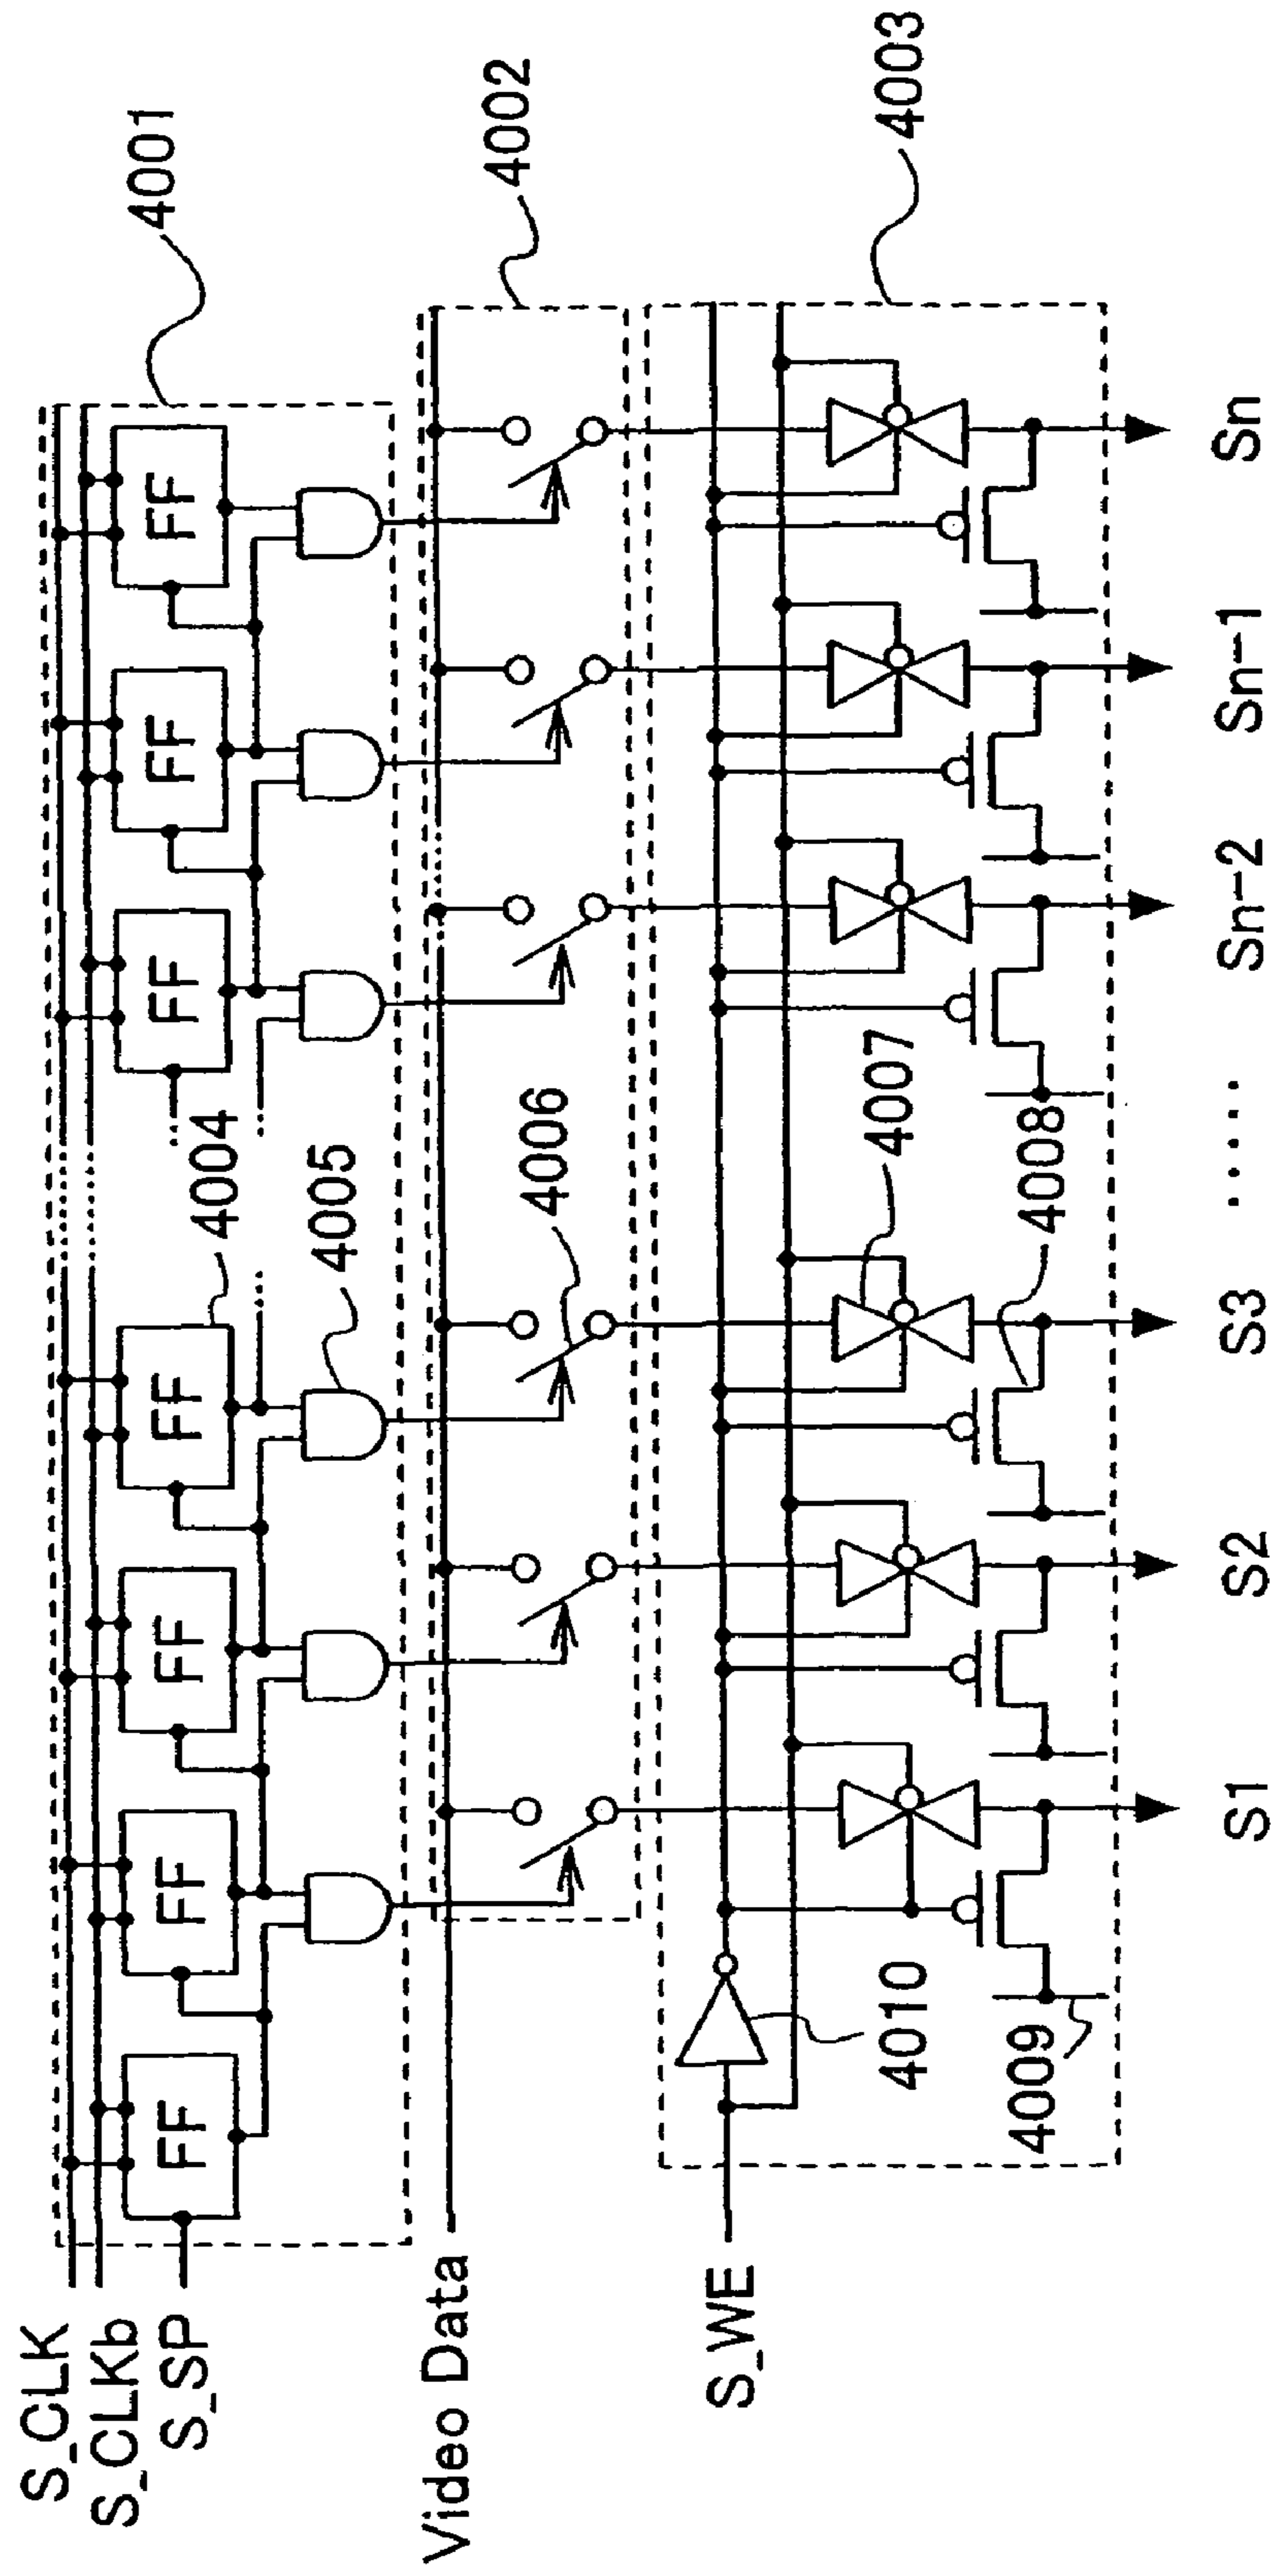 S_CLK
S_CLKb
S_SP
Video Data
S_WE
4001
4002
4003
FF
FF
FF
FF
FF
FF
FF
4004
4005
4006
4007
4008
4009
4010
S1
S2
S3
.....
Sn-2
Sn-1
Sn